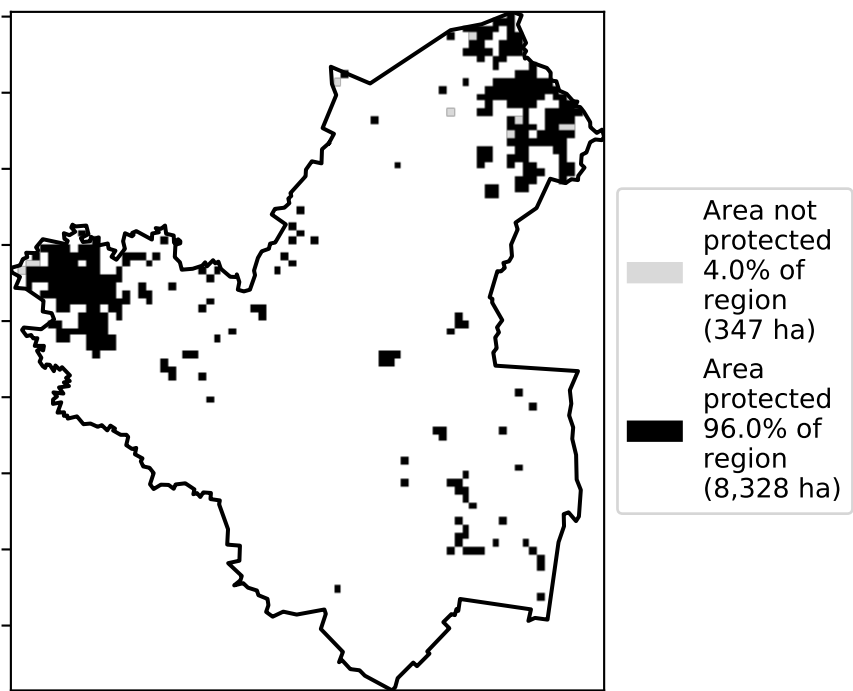 Area not
protected
4.0% of
region
(347 ha)
Area
protected
96.0% of
region
(8,328 ha)